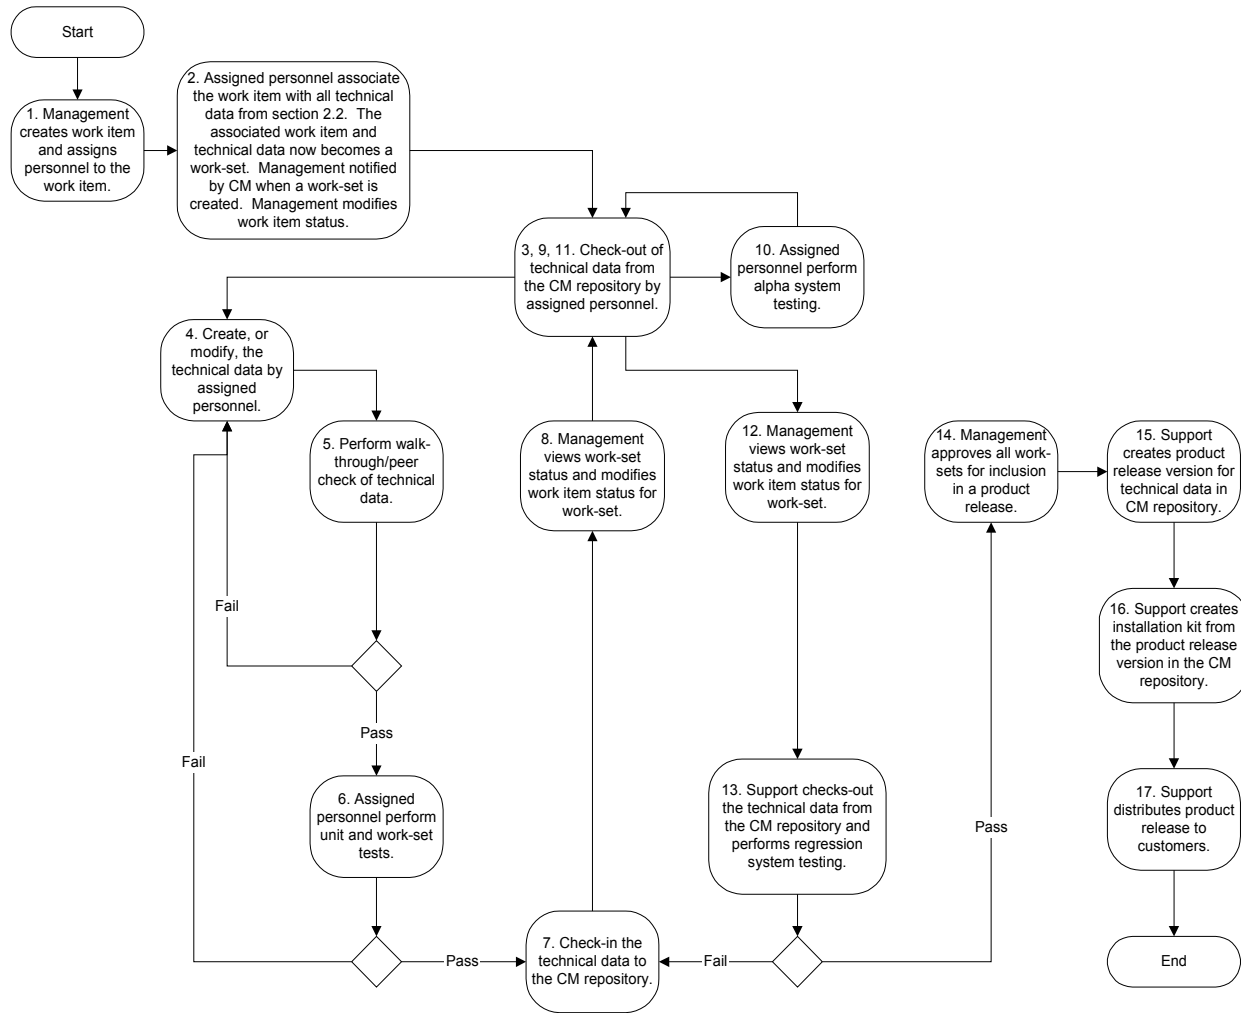 Start
1. Management
creates work item
and assigns
personnel to the
work item.
2. Assigned personnel associate
the work item with all technical
data from section 2.2.  The
associated work item and
technical data now becomes a
work-set.  Management notified
by CM when a work-set is
created.  Management modifies
work item status.
3, 9, 11.  Check-out of
technical data from
the CM repository by
assigned personnel.
10. Assigned
personnel perform
alpha system
testing.
4. Create, or
modify, the
technical data by
assigned
personnel.
5. Perform walk-
through/peer
check of technical
data.
8. Management
views work-set
status and modifies
work item status for
work-set.
12. Management
views work-set
status and modifies
work item status for
work-set.
14. Management
approves all work-
sets for inclusion
in a product
release.
15. Support
creates product
release version for
technical data in
CM repository.
Fail
Pass
Fail
16. Support creates
installation kit from
the product release
version in the CM
repository.
6. Assigned
personnel perform
unit and work-set
tests.
13. Support checks-out
the technical data from
the CM repository and
performs regression
system testing.
Pass
17. Support
distributes product
release to
customers.
Pass
7. Check-in the
technical data to
the CM repository.
Fail
End